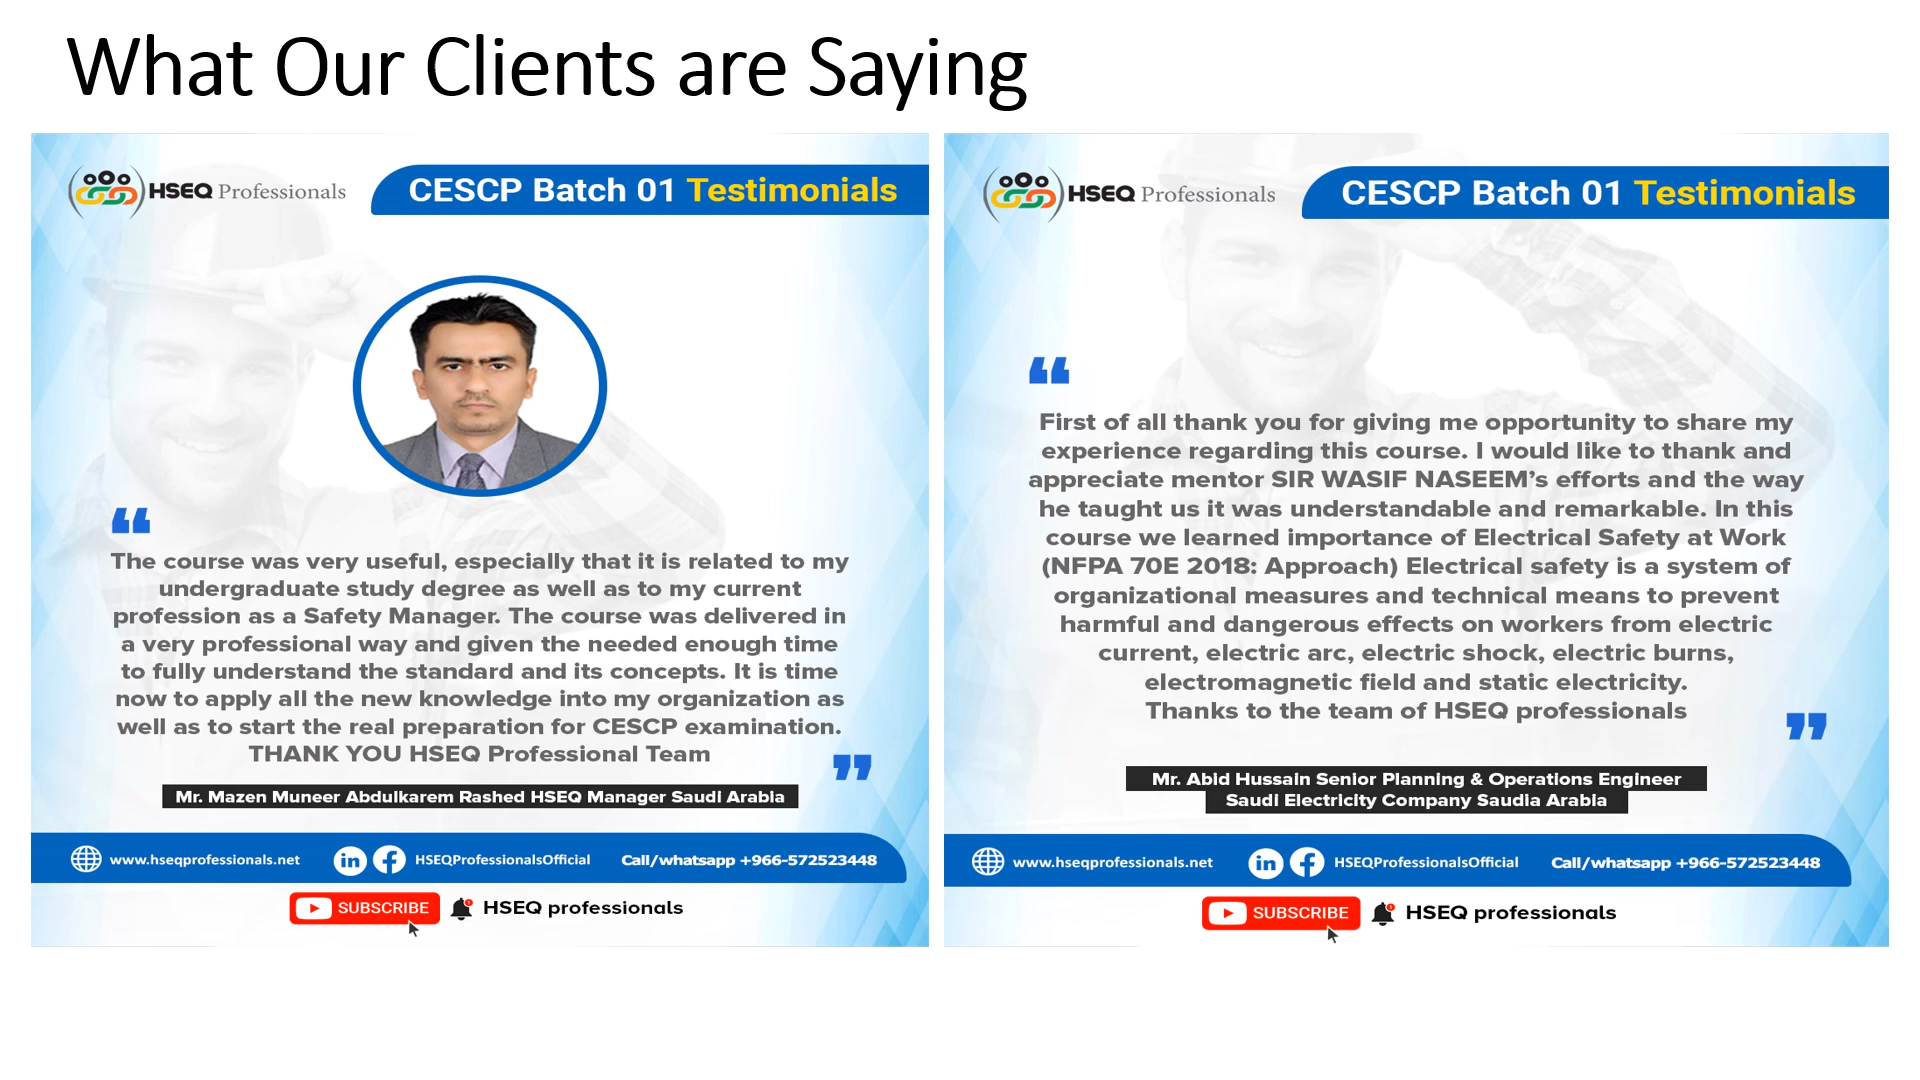 What Our Clients are Saying
HSEQ Professionals
CESCP Batch 01 Testimonials
“
The course was very useful, especially that it is related to my
undergraduate study degree as well as to my current
profession as a Safety Manager. The course was delivered in
a very professional way and given the needed enough time
to fully understand the standard and its concepts. It is time
now to apply all the new knowledge into my organization as
well as to start the real preparation for CESCP examination.
THANK YOU HSEQ Professional Team
”
Mr. Mazen Muneer Abdulkarem Rashed HSEQ Manager Saudi Arabia
www.hseqprofessionals.net in f HSEQProfessionalsOfficial Call/whatsapp +966-572523448
SUBSCRIBE HSEQ professionals
HSEQ Professionals
CESCP Batch 01 Testimonials
“
First of all thank you for giving me opportunity to share my
experience regarding this course. I would like to thank and
appreciate mentor SIR WASIF NASEEM’s efforts and the way
he taught us it was understandable and remarkable. In this
course we learned importance of Electrical Safety at Work
(NFPA 70E 2018: Approach) Electrical safety is a system of
organizational measures and technical means to prevent
harmful and dangerous effects on workers from electric
current, electric arc, electric shock, electric burns,
electromagnetic field and static electricity.
Thanks to the team of HSEQ professionals
”
Mr. Abid Hussain Senior Planning & Operations Engineer
Saudi Electricity Company Saudia Arabia
www.hseqprofessionals.net in f HSEQProfessionalsOfficial Call/whatsapp +966-572523448
SUBSCRIBE HSEQ professionals